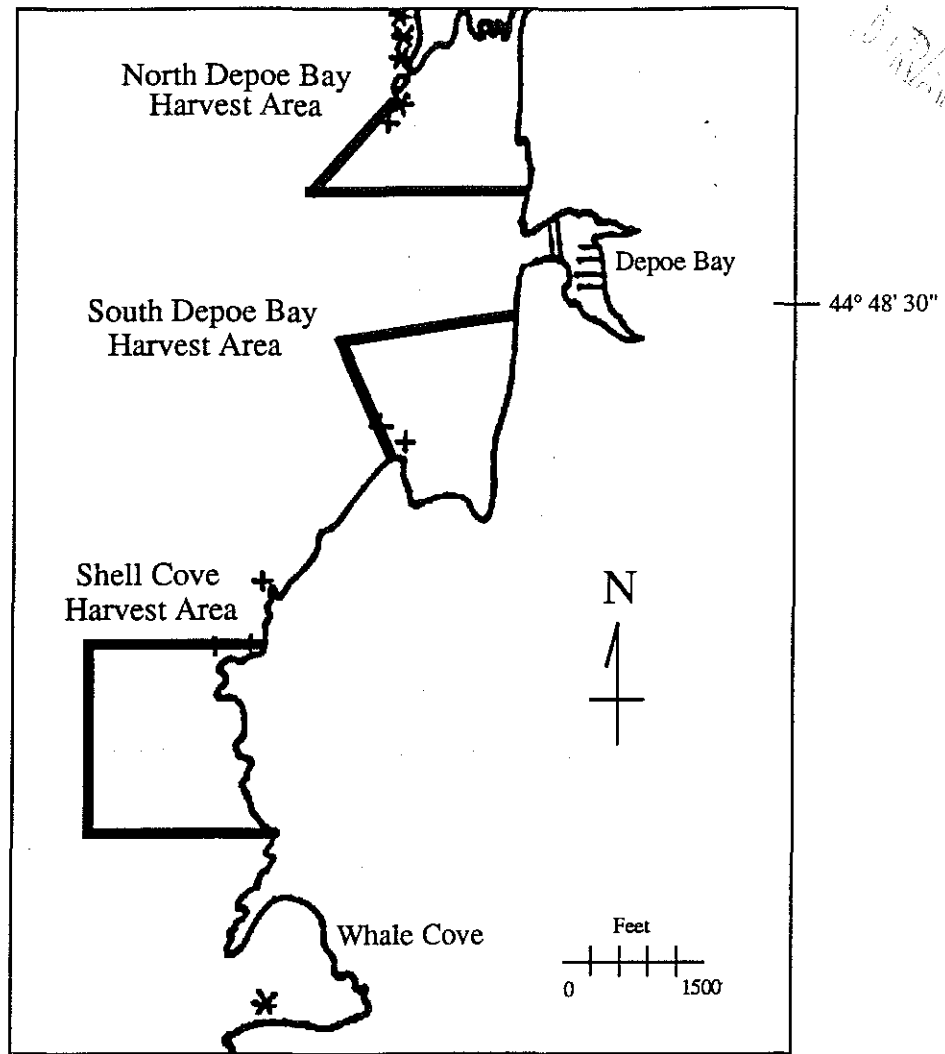 North Depoe Bay
Harvest Area
Depoe Bay
44° 48' 30"
South Depoe Bay
Harvest Area
Shell Cove
Harvest Area
N
Whale Cove
Feet
0 1500